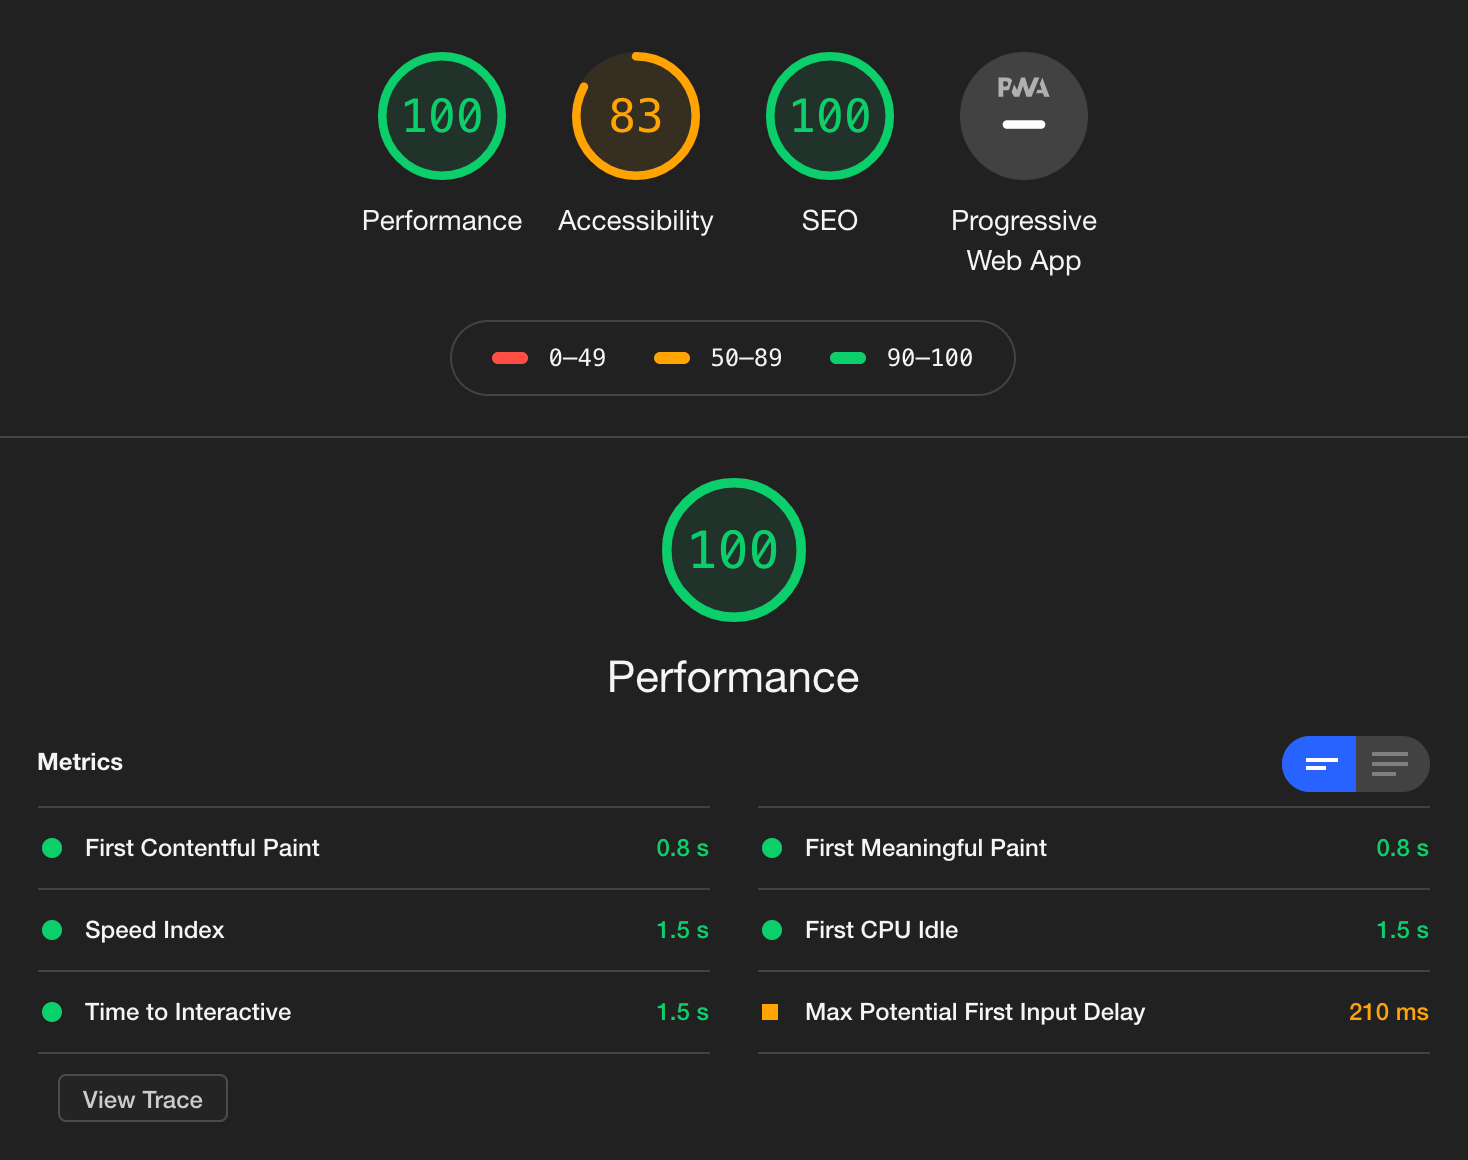 100
83
100
PWA
Performance
Accessibility
SEO
Progressive
Web App
0–49
50–89
90–100
100
Performance
Metrics
First Contentful Paint 0.8 s
First Meaningful Paint 0.8 s
Speed Index 1.5 s
First CPU Idle 1.5 s
Time to Interactive 1.5 s
Max Potential First Input Delay 210 ms
View Trace